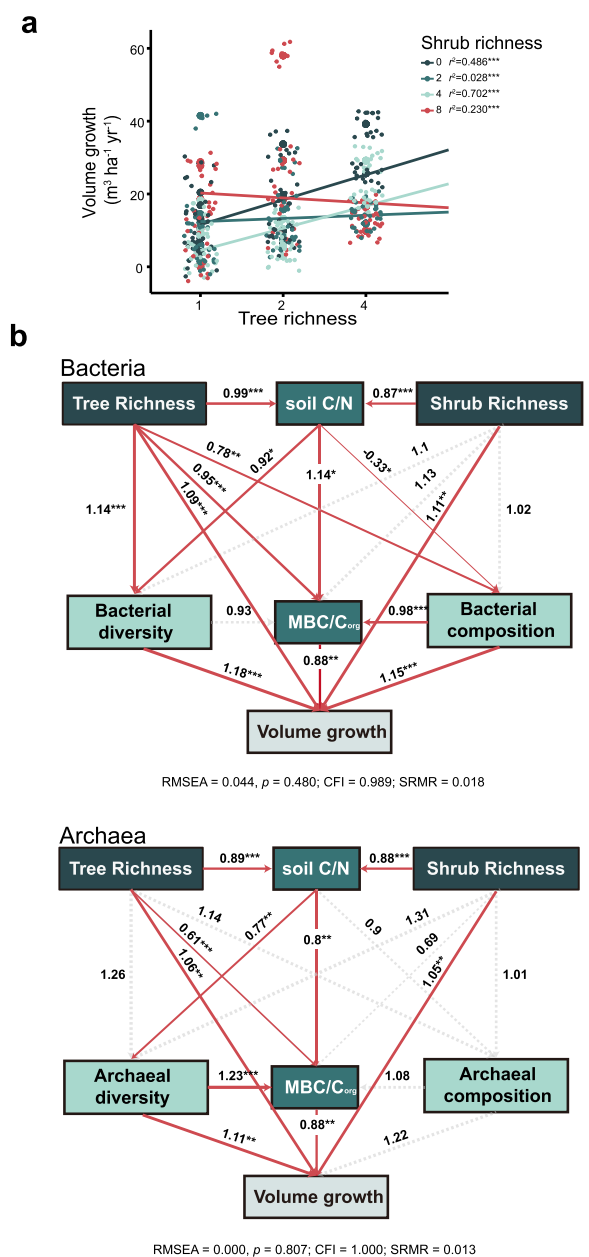 a
Shrub richness
0 r²=0.486***
2 r²=0.028***
4 r²=0.702***
8 r²=0.230***
Volume growth
(m³ ha⁻¹ yr⁻¹)
60
40
20
0
1 2 4
Tree richness
b
Bacteria
Tree Richness 0.99*** soil C/N 0.87*** Shrub Richness
0.78** 0.92* -0.33* 1.1
0.95*** 1.14* 1.13
1.09*** 1.11**
1.14*** 1.02
Bacterial
diversity
0.93
MBC/Corg
0.98***
Bacterial
composition
0.88**
1.18*** 1.15***
Volume growth
RMSEA = 0.044, p = 0.480; CFI = 0.989; SRMR = 0.018
Archaea
Tree Richness 0.89*** soil C/N 0.88*** Shrub Richness
1.14 0.77** 0.9 1.31
0.61*** 0.8** 0.69
1.06** 1.05**
1.26 1.01
Archaeal
diversity
1.23***
MBC/Corg
1.08
Archaeal
composition
0.88**
1.11** 1.22
Volume growth
RMSEA = 0.000, p = 0.807; CFI = 1.000; SRMR = 0.013